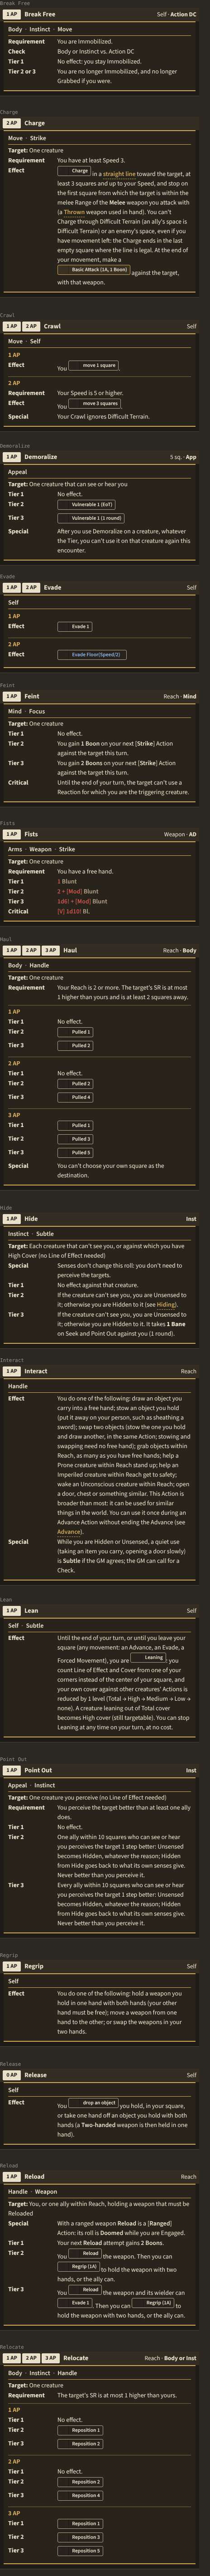 Break Free
1 AP Break Free Self · Action DC
Body · Instinct · Move
Requirement You are Immobilized.
Check Body or Instinct vs. Action DC
Tier 1 No effect: you stay Immobilized.
Tier 2 or 3 You are no longer Immobilized, and no longer
Grabbed if you were.
Charge
2 AP Charge
Move · Strike
Target: One creature
Requirement You have at least Speed 3.
Effect Charge in a straight line toward the target, at
least 3 squares and up to your Speed, and stop on
the first square from which the target is within the
melee Range of the Melee weapon you attack with
(a Thrown weapon used in hand). You can't
Charge through Difficult Terrain (an ally's space is
Difficult Terrain) or an enemy's space, even if you
have movement left: the Charge ends in the last
empty square where the line is legal. At the end of
your movement, make a
Basic Attack (1A, 1 Boon) against the target,
with that weapon.
Crawl
1 AP 2 AP Crawl Self
Move · Self
1 AP
Effect You move 1 square.
2 AP
Requirement Your Speed is 5 or higher.
Effect You move 3 squares.
Special Your Crawl ignores Difficult Terrain.
Demoralize
1 AP Demoralize 5 sq. · App
Appeal
Target: One creature that can see or hear you
Tier 1 No effect.
Tier 2 Vulnerable 1 (EoT)
Tier 3 Vulnerable 1 (1 round)
Special After you use Demoralize on a creature, whatever
the Tier, you can't use it on that creature again this
encounter.
Evade
1 AP 2 AP Evade Self
Self
1 AP
Effect Evade 1
2 AP
Effect Evade Floor(Speed/2)
Feint
1 AP Feint Reach · Mind
Mind · Focus
Target: One creature
Tier 1 No effect.
Tier 2 You gain 1 Boon on your next [Strike] Action
against the target this turn.
Tier 3 You gain 2 Boons on your next [Strike] Action
against the target this turn.
Critical Until the end of your turn, the target can't use a
Reaction for which you are the triggering creature.
Fists
1 AP Fists Weapon · AD
Arms · Weapon · Strike
Target: One creature
Requirement You have a free hand.
Tier 1 1 Blunt
Tier 2 2 + [Mod] Blunt
Tier 3 1d6! + [Mod] Blunt
Critical [V] 1d10! Bl.
Haul
1 AP 2 AP 3 AP Haul Reach · Body
Body · Handle
Target: One creature
Requirement Your Reach is 2 or more. The target's SR is at most
1 higher than yours and is at least 2 squares away.
1 AP
Tier 1 No effect.
Tier 2 Pulled 1
Tier 3 Pulled 2
2 AP
Tier 1 No effect.
Tier 2 Pulled 2
Tier 3 Pulled 4
3 AP
Tier 1 Pulled 1
Tier 2 Pulled 3
Tier 3 Pulled 5
Special You can't choose your own square as the
destination.
Hide
1 AP Hide Inst
Instinct · Subtle
Target: Each creature that can't see you, or against which you have
High Cover (no Line of Effect needed)
Special Senses don't change this roll: you don't need to
perceive the targets.
Tier 1 No effect against that creature.
Tier 2 If the creature can't see you, you are Unsensed to
it; otherwise you are Hidden to it (see Hiding).
Tier 3 If the creature can't see you, you are Unsensed to
it; otherwise you are Hidden to it. It takes 1 Bane
on Seek and Point Out against you (1 round).
Interact
1 AP Interact Reach
Handle
Effect You do one of the following: draw an object you
carry into a free hand; stow an object you hold
(put it away on your person, such as sheathing a
sword); swap two objects (stow the one you hold
and draw another, in the same Action; stowing and
swapping need no free hand); grab objects within
Reach, as many as you have free hands; help a
Prone creature within Reach stand up; help an
Imperiled creature within Reach get to safety;
wake an Unconscious creature within Reach; open
a door, chest or something similar. This Action is
broader than most: it can be used for similar
things in the world. You can use it once during an
Advance Action without ending the Advance (see
Advance).
Special While you are Hidden or Unsensed, a quiet use
(taking an item you carry, opening a door slowly)
is Subtle if the GM agrees; the GM can call for a
Check.
Lean
1 AP Lean Self
Self · Subtle
Effect Until the end of your turn, or until you leave your
square (any movement: an Advance, an Evade, a
Forced Movement), you are Leaning: you
count Line of Effect and Cover from one of your
corners instead of the center of your square, and
your own cover against other creatures' Actions is
reduced by 1 level (Total → High → Medium → Low →
none). A creature leaning out of Total cover
becomes High cover (still targetable). You can stop
Leaning at any time on your turn, at no cost.
Point Out
1 AP Point Out Inst
Appeal · Instinct
Target: One creature you perceive (no Line of Effect needed)
Requirement You perceive the target better than at least one ally
does.
Tier 1 No effect.
Tier 2 One ally within 10 squares who can see or hear
you perceives the target 1 step better: Unsensed
becomes Hidden, whatever the reason; Hidden
from Hide goes back to what its own senses give.
Never better than you perceive it.
Tier 3 Every ally within 10 squares who can see or hear
you perceives the target 1 step better: Unsensed
becomes Hidden, whatever the reason; Hidden
from Hide goes back to what its own senses give.
Never better than you perceive it.
Regrip
1 AP Regrip Self
Self
Effect You do one of the following: hold a weapon you
hold in one hand with both hands (your other
hand must be free); move a weapon from one
hand to the other; or swap the weapons in your
two hands.
Release
0 AP Release Self
Self
Effect You drop an object you hold, in your square,
or take one hand off an object you hold with both
hands (a Two-handed weapon is then held in one
hand).
Reload
1 AP Reload Reach
Handle · Weapon
Target: You, or one ally within Reach, holding a weapon that must be
Reloaded
Special With a ranged weapon Reload is a [Ranged]
Action: its roll is Doomed while you are Engaged.
Tier 1 Your next Reload attempt gains 2 Boons.
Tier 2 You Reload the weapon. Then you can
Regrip (1A) to hold the weapon with two
hands, or the ally can.
Tier 3 You Reload the weapon and its wielder can
Evade 1. Then you can Regrip (1A) to
hold the weapon with two hands, or the ally can.
Relocate
1 AP 2 AP 3 AP Relocate Reach · Body or Inst
Body · Instinct · Handle
Target: One creature
Requirement The target's SR is at most 1 higher than yours.
1 AP
Tier 1 No effect.
Tier 2 Reposition 1
Tier 3 Reposition 2
2 AP
Tier 1 No effect.
Tier 2 Reposition 2
Tier 3 Reposition 4
3 AP
Tier 1 Reposition 1
Tier 2 Reposition 3
Tier 3 Reposition 5